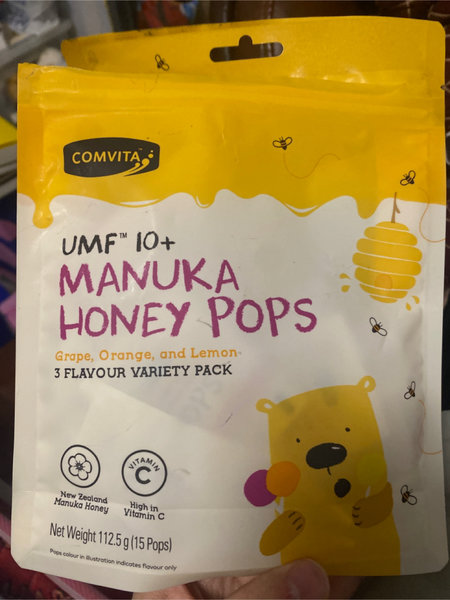 COMVITA
UMF™ 10+
MANUKA
HONEY POPS
Grape, Orange, and Lemon
3 FLAVOUR VARIETY PACK
VITAMIN
C
New Zealand
Manuka Honey
High in
Vitamin C
Net Weight 112.5 g (15 Pops)
Pops colour in illustration indicates flavour only